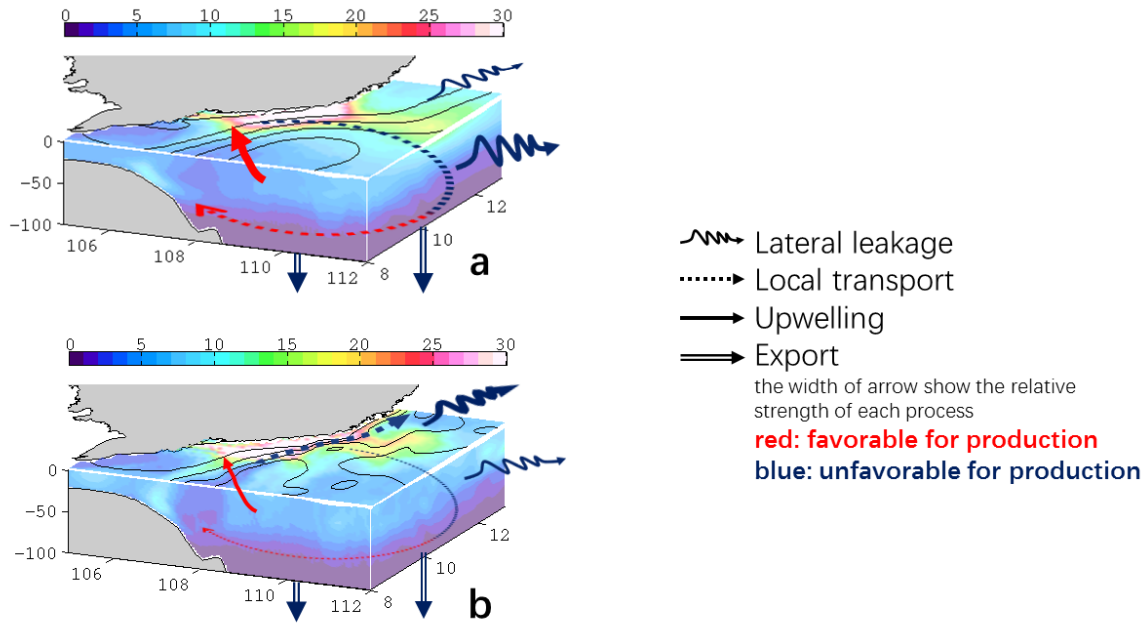 0 5 10 15 20 25 30
0
−50
−100
106
108
110
112
8
10
12
a
0 5 10 15 20 25 30
0
−50
−100
106
108
110
112
8
10
12
b
Lateral leakage
Local transport
Upwelling
Export
the width of arrow show the relative
strength of each process
red: favorable for production
blue: unfavorable for production